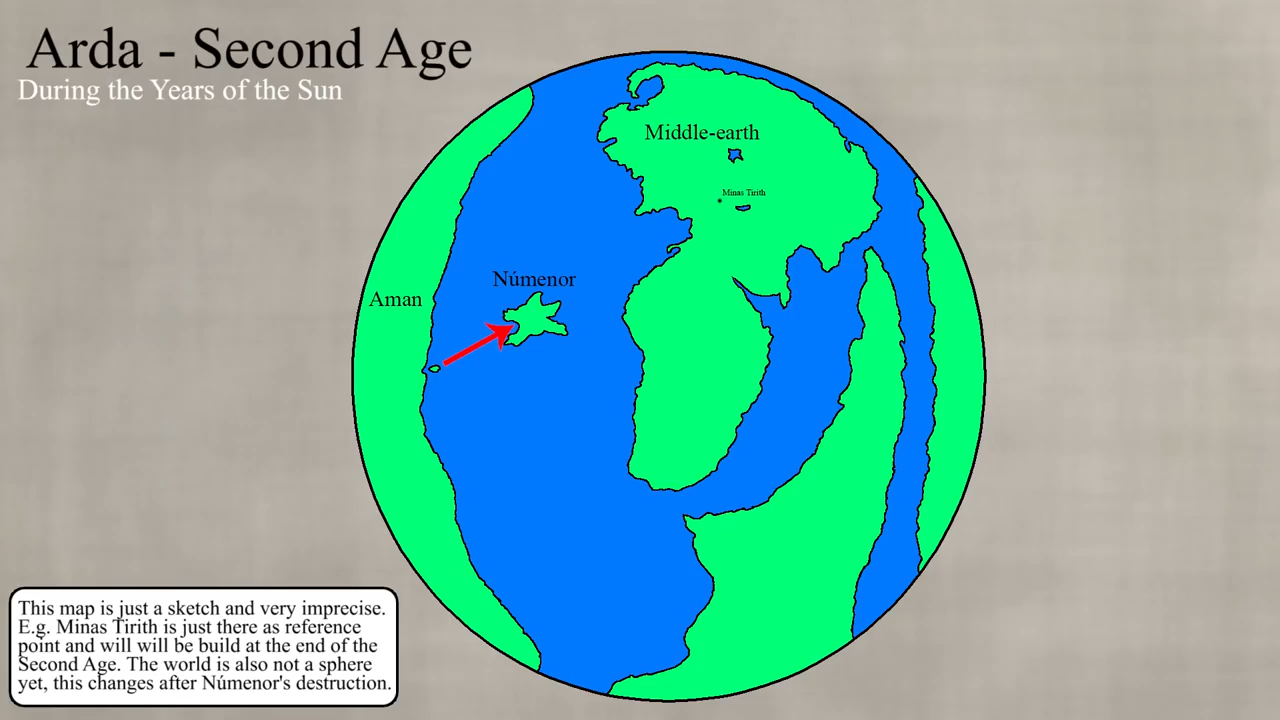 Arda - Second Age
During the Years of the Sun
Middle-earth
Minas Tirith
Númenor
Aman
This map is just a sketch and very imprecise.
E.g. Minas Tirith is just there as reference
point and will will be build at the end of the
Second Age. The world is also not a sphere
yet, this changes after Númenor's destruction.